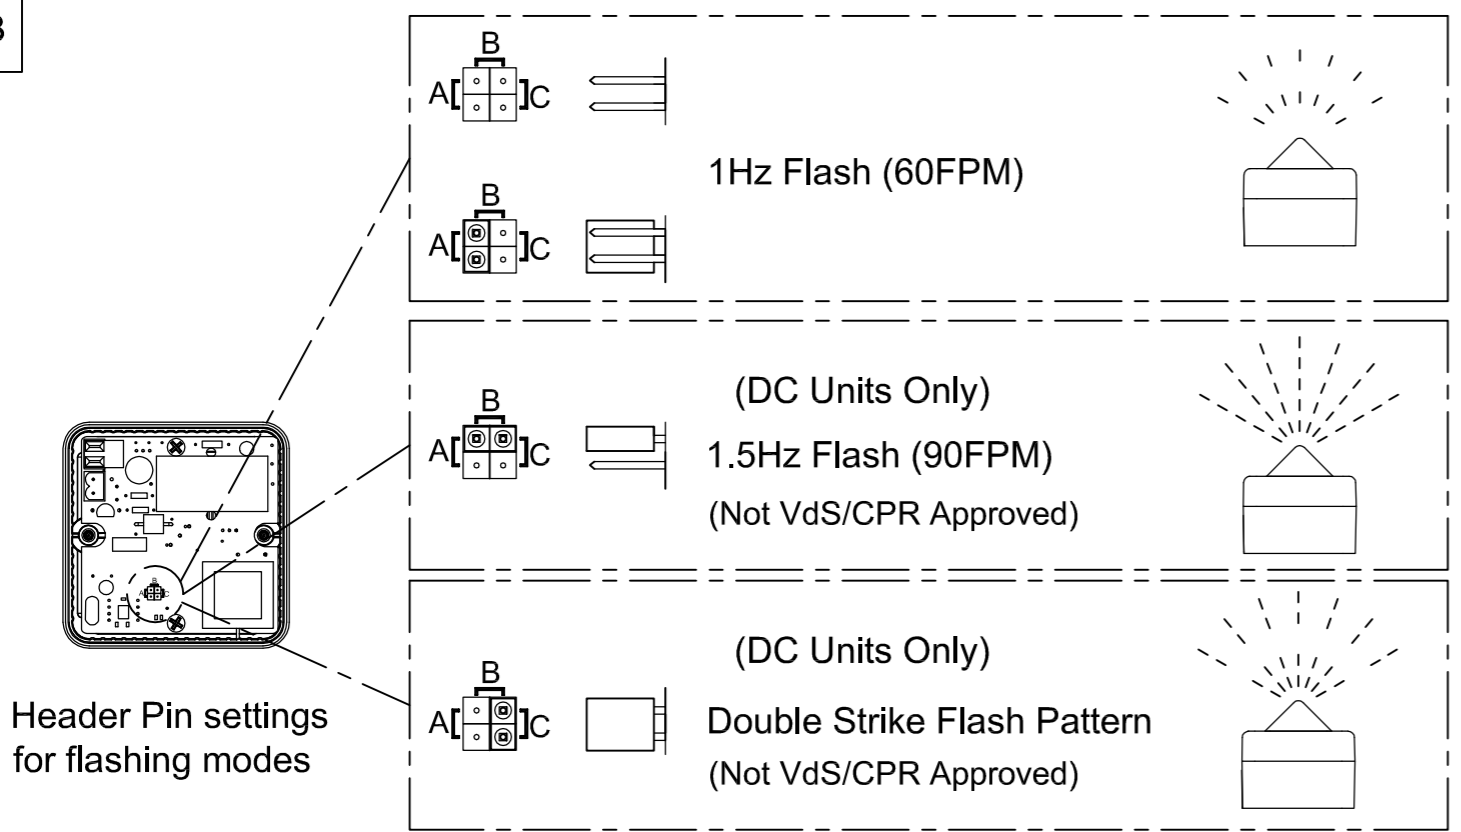 B
A C
1Hz Flash (60FPM)
B
A C
(DC Units Only)
B
A C
1.5Hz Flash (90FPM)
(Not VdS/CPR Approved)
B
A C
(DC Units Only)
B
A C
Double Strike Flash Pattern
(Not VdS/CPR Approved)
Header Pin settings
for flashing modes